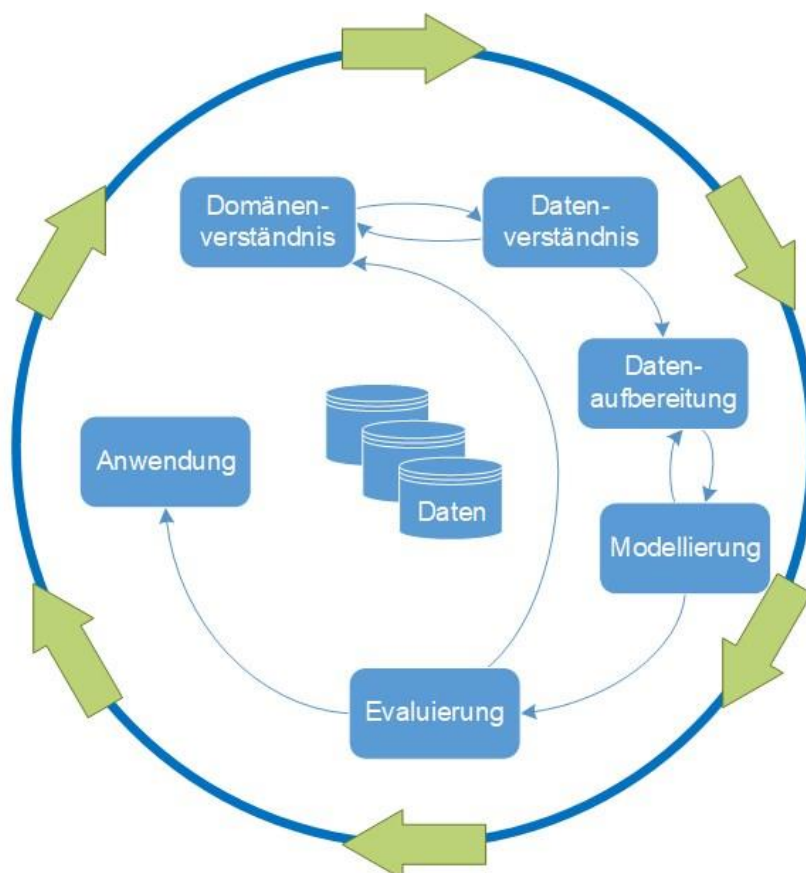 Domänen-
verständnis
Daten-
verständnis
Daten-
aufbereitung
Anwendung
Daten
Modellierung
Evaluierung